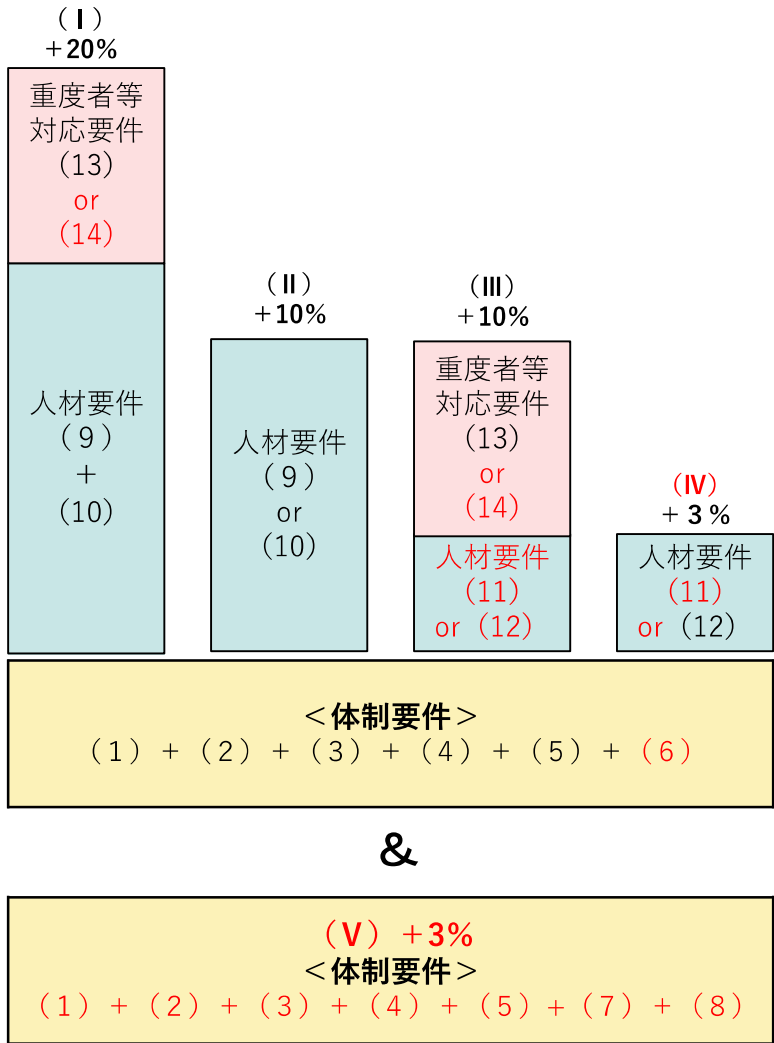 （Ⅰ）
+20%
重度者等
対応要件
（13）
or
（14）
人材要件
（９）
+
（10）
（Ⅱ）
+10%
人材要件
（９）
or
（10）
（Ⅲ）
+10%
重度者等
対応要件
（13）
or
（14）
人材要件
（11）
or（12）
（Ⅳ）
+３%
人材要件
（11）
or（12）
＜体制要件＞
（１）+（２）+（３）+（４）+（５）+（６）
&
（Ⅴ）+3%
＜体制要件＞
（１）+（２）+（３）+（４）+（５）+（７）+（８）